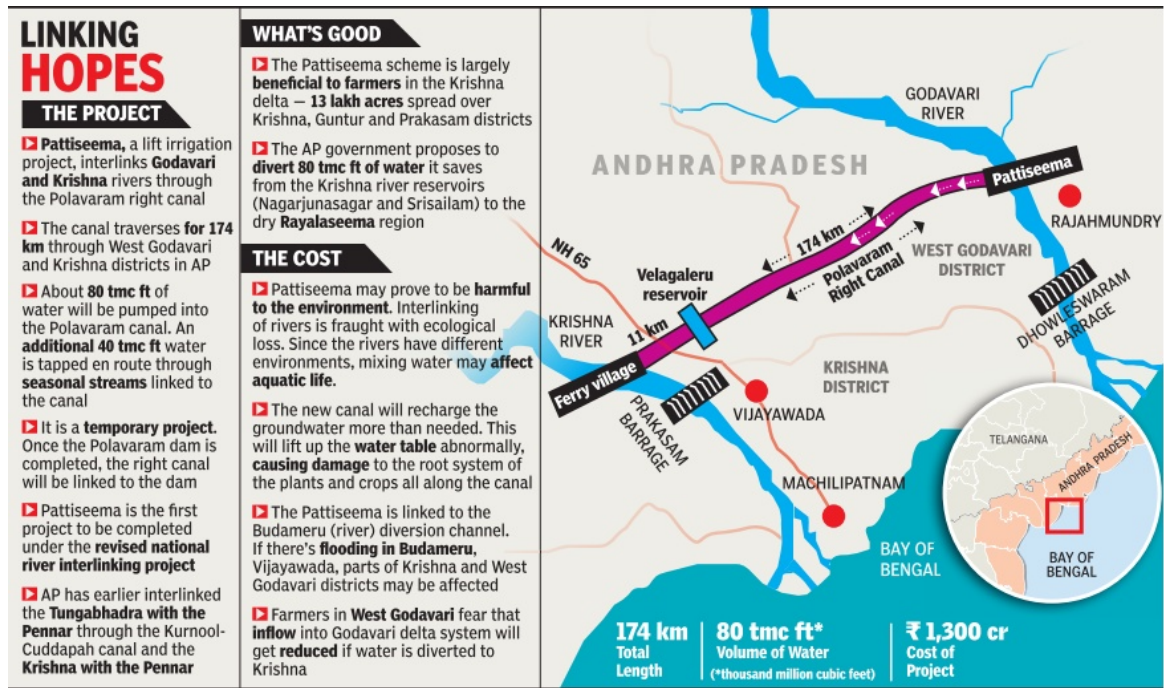 LINKING
HOPES
THE PROJECT
Pattiseema, a lift irrigation
project, interlinks Godavari
and Krishna rivers through
the Polavaram right canal
The canal traverses for 174
km through West Godavari
and Krishna districts in AP
About 80 tmc ft of
water will be pumped into
the Polavaram canal. An
additional 40 tmc ft water
is tapped en route through
seasonal streams linked to
the canal
It is a temporary project.
Once the Polavaram dam is
completed, the right canal
will be linked to the dam
Pattiseema is the first
project to be completed
under the revised national
river interlinking project
AP has earlier interlinked
the Tungabhadra with the
Pennar through the Kurnool-
Cuddapah canal and the
Krishna with the Pennar
WHAT'S GOOD
The Pattiseema scheme is largely
beneficial to farmers in the Krishna
delta — 13 lakh acres spread over
Krishna, Guntur and Prakasam districts
The AP government proposes to
divert 80 tmc ft of water it saves
from the Krishna river reservoirs
(Nagarjunasagar and Srisailam) to the
dry Rayalaseema region
THE COST
Pattiseema may prove to be harmful
to the environment. Interlinking
of rivers is fraught with ecological
loss. Since the rivers have different
environments, mixing water may affect
aquatic life.
The new canal will recharge the
groundwater more than needed. This
will lift up the water table abnormally,
causing damage to the root system of
the plants and crops all along the canal
The Pattiseema is linked to the
Budameru (river) diversion channel.
If there's flooding in Budameru,
Vijayawada, parts of Krishna and West
Godavari districts may be affected
Farmers in West Godavari fear that
inflow into Godavari delta system will
get reduced if water is diverted to
Krishna
GODAVARI
RIVER
ANDHRA PRADESH
Pattiseema
RAJAHMUNDRY
174 km
Polavaram
Right Canal
WEST GODAVARI
DISTRICT
NH 65
Velagaleru
reservoir
DHOWLESWARAM
BARRAGE
KRISHNA
RIVER
11 km
Ferry village
KRISHNA
DISTRICT
PRAKASAM
BARRAGE
VIJAYAWADA
MACHILIPATNAM
BAY OF
BENGAL
TELANGANA
ANDHRA PRADESH
BAY OF
BENGAL
174 km
Total
Length
80 tmc ft*
Volume of Water
(*thousand million cubic feet)
₹ 1,300 cr
Cost of
Project